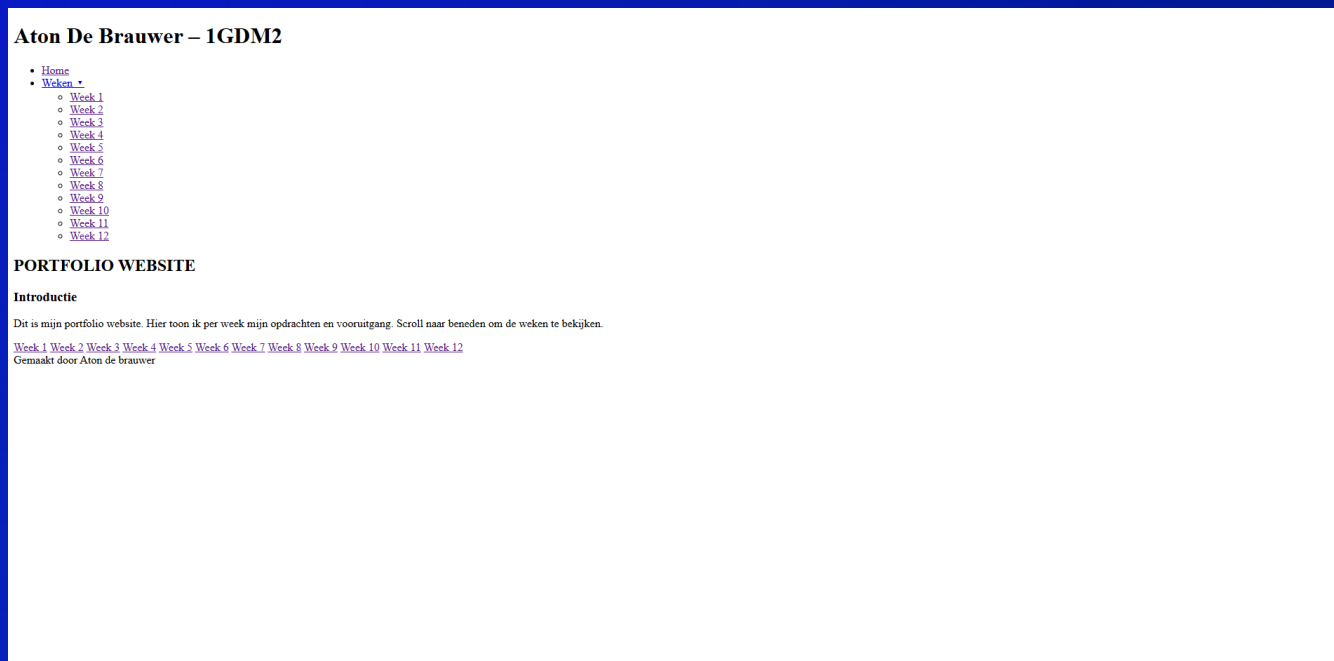 Aton De Brauwer – 1GDM2
Home
Weken ▾
Week 1
Week 2
Week 3
Week 4
Week 5
Week 6
Week 7
Week 8
Week 9
Week 10
Week 11
Week 12
PORTFOLIO WEBSITE
Introductie
Dit is mijn portfolio website. Hier toon ik per week mijn opdrachten en vooruitgang. Scroll naar beneden om de weken te bekijken.
Week 1 Week 2 Week 3 Week 4 Week 5 Week 6 Week 7 Week 8 Week 9 Week 10 Week 11 Week 12
Gemaakt door Aton de brauwer